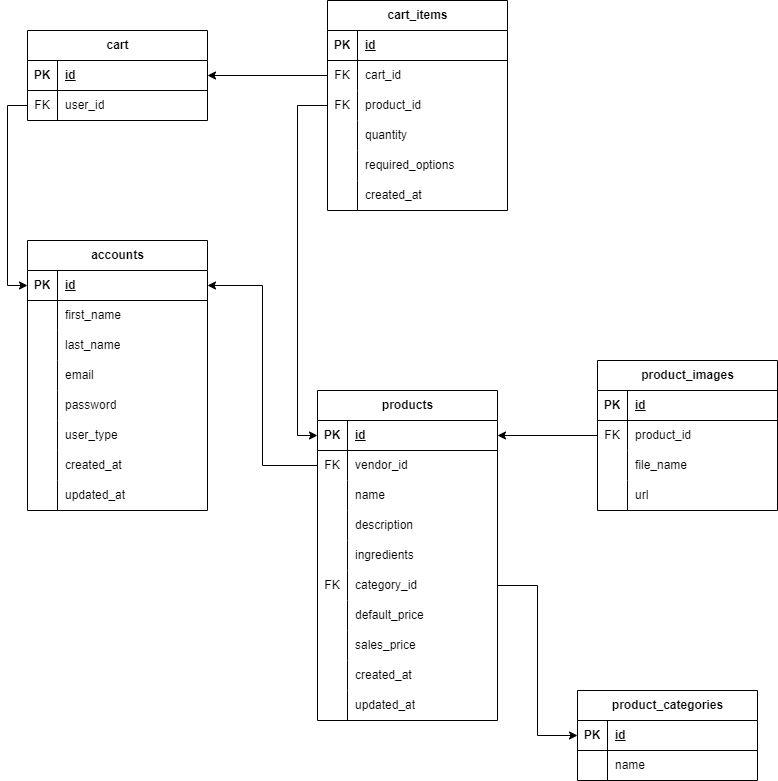 cart
PK id
FK user_id
cart_items
PK id
FK cart_id
FK product_id
quantity
required_options
created_at
accounts
PK id
first_name
last_name
email
password
user_type
created_at
updated_at
products
PK id
FK vendor_id
name
description
ingredients
FK category_id
default_price
sales_price
created_at
updated_at
product_images
PK id
FK product_id
file_name
url
product_categories
PK id
name